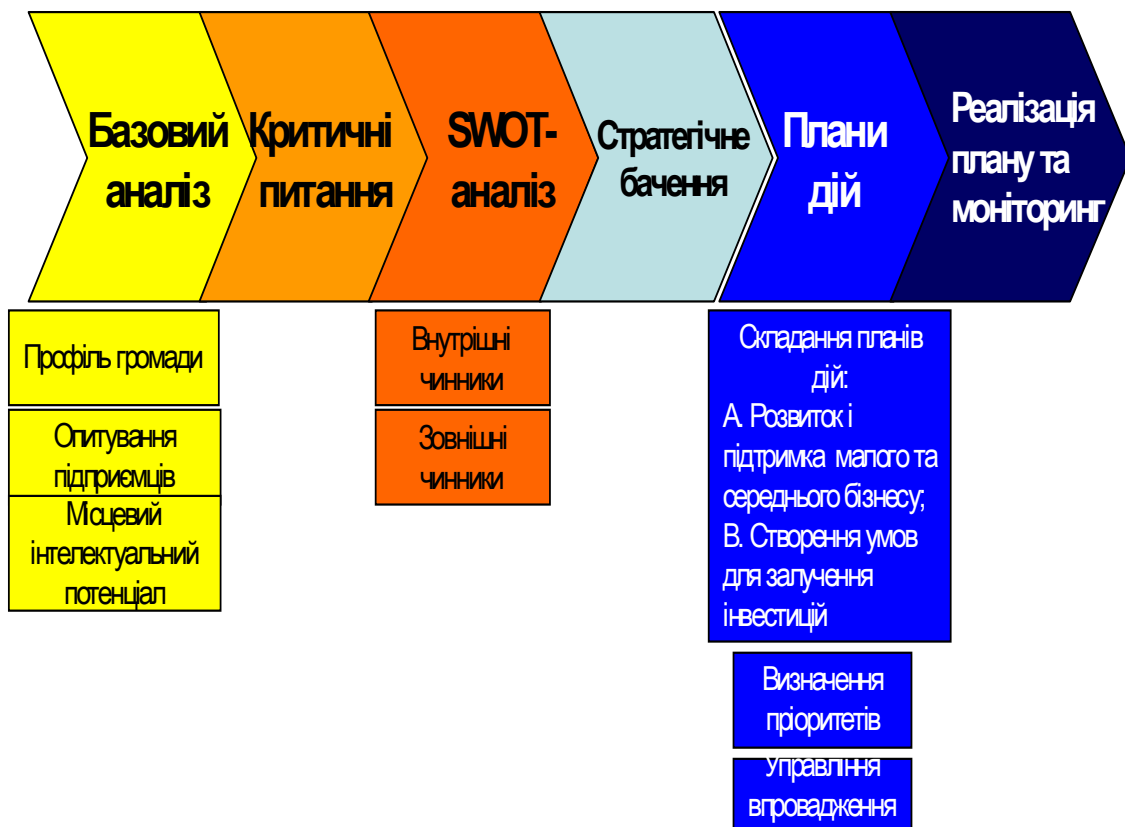 Базовий
аналіз
Критичні
питання
SWOT-
аналіз
Стратегічне
бачення
Плани
дій
Реалізація
плану та
моніторинг
Профіль громади
Опитування
підприємців
Місцевий
інтелектуальний
потенціал
Внутрішні
чинники
Зовнішні
чинники
Складання планів
дій:
А. Розвиток і
підтримка малого та
середнього бізнесу;
В. Створення умов
для залучення
інвестицій
Визначення
пріоритетів
Управління
впровадження